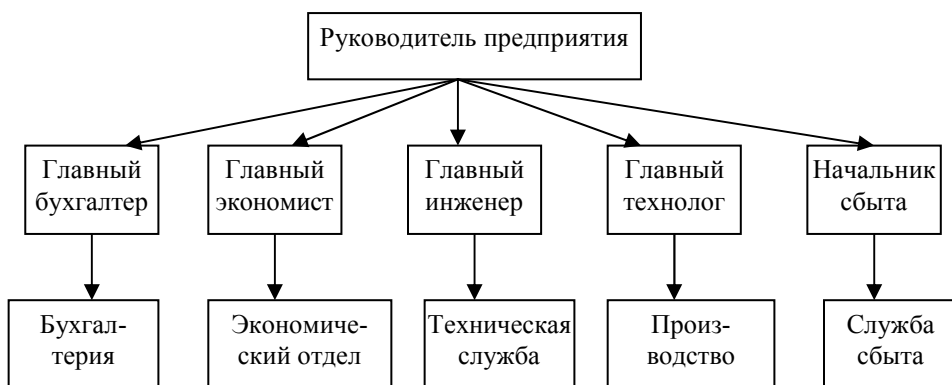 Руководитель предприятия
Главный
бухгалтер
Главный
экономист
Главный
инженер
Главный
технолог
Начальник
сбыта
Бухгал-
терия
Экономиче-
ский отдел
Техническая
служба
Произ-
водство
Служба
сбыта